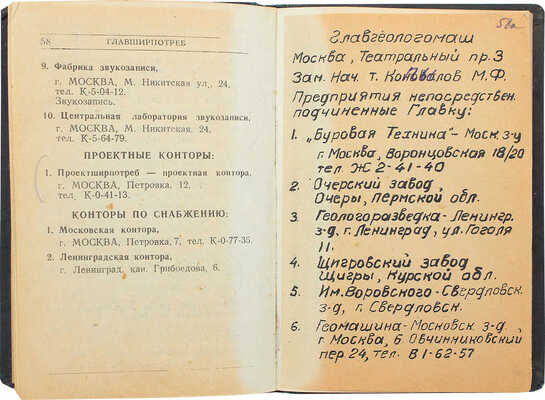 58 ГЛАВШИРПОТРЕБ
9. Фабрика звукозаписи,
г. МОСКВА, М. Никитская ул., 24,
тел. К-5-04-12.
Звукозапись.
10. Центральная лаборатория звукозаписи,
г. МОСКВА, М. Никитская, 24,
тел. К-5-64-79.
ПРОЕКТНЫЕ КОНТОРЫ:
1. Проектширпотреб — проектная контора,
г. МОСКВА, Петровка, 12,
тел. К-0-41-13.
КОНТОРЫ ПО СНАБЖЕНИЮ:
1. Московская контора,
г. МОСКВА, Петровка, 7, тел. К-0-77-35.
2. Ленинградская контора,
г. Ленинград, кан. Грибоедова, 6.
58а
Главгеологомаш
Москва, Театральный пр. 3
Зам. Нач. т. М.Ф.
Предприятия непосредствен.
подчиненные Главку:
1. „Буровая Техника"- Моск. з-д
г. Москва, Воронцовская 18/20
тел. Ж 2-41-40
2. Очерский завод,
Очеры, Пермской обл.
3. Геологоразведка- Ленингр.
з-д, г. Ленинград, ул. Гоголя
11.
4. Щигровский завод
Щигры, Курской обл.
5. Им. Воровского- Свердловск.
з-д, г. Свердловск.
6. Геомашина- Московск. з-д,
г. Москва, Б Овчинниковский
пер 24, тел. В1-62-57